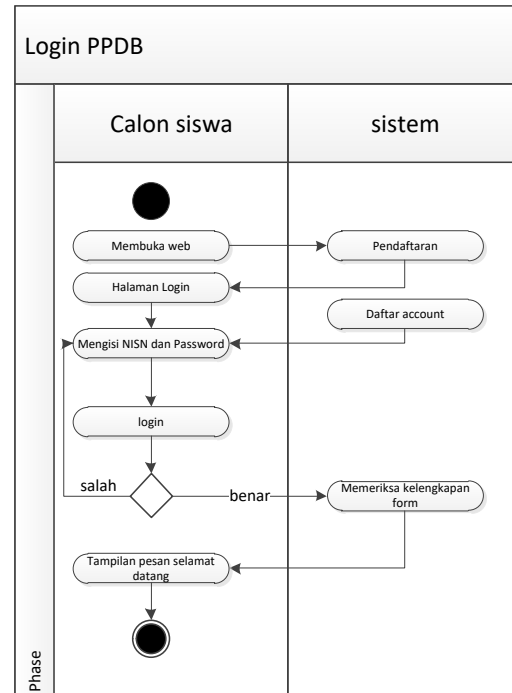 Login PPDB
Calon siswa
sistem
Membuka web
Pendaftaran
Halaman Login
Daftar account
Mengisi NISN dan Password
login
salah
benar
Memeriksa kelengkapan
form
Tampilan pesan selamat
datang
Phase